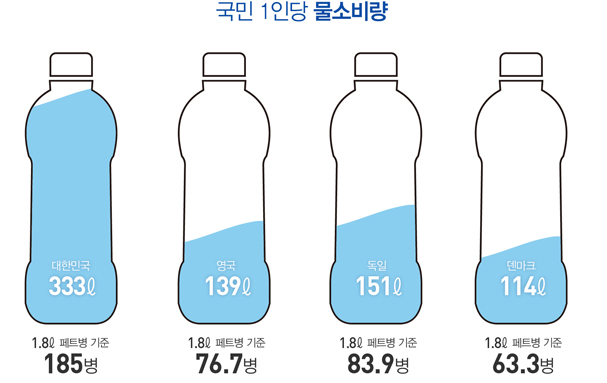 국민 1인당 물소비량
대한민국 영국 독일 덴마크
333ℓ 139ℓ 151ℓ 114ℓ
1.8ℓ 페트병 기준 1.8ℓ 페트병 기준 1.8ℓ 페트병 기준 1.8ℓ 페트병 기준
185병 76.7병 83.9병 63.3병